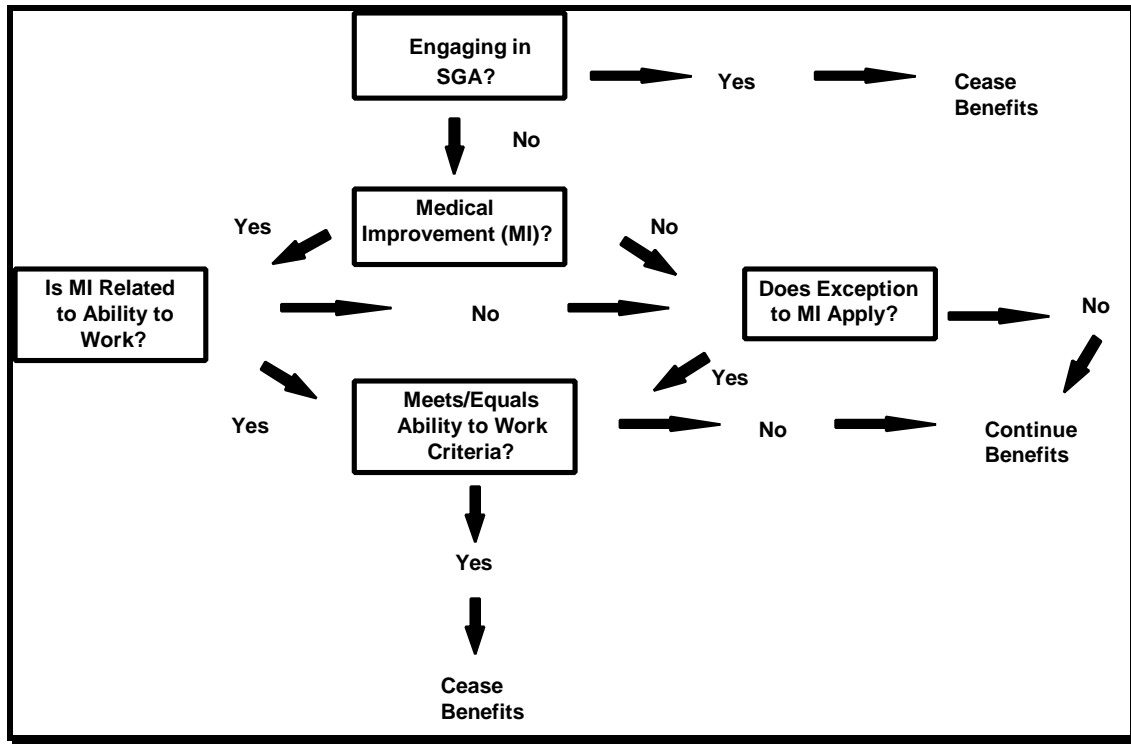 Engaging in
SGA?
Yes
Cease
Benefits
No
Medical
Improvement (MI)?
Yes
No
Is MI Related
to Ability to
Work?
No
Does Exception
to MI Apply?
No
Yes
Meets/Equals
Ability to Work
Criteria?
Yes
No
Continue
Benefits
Yes
Cease
Benefits